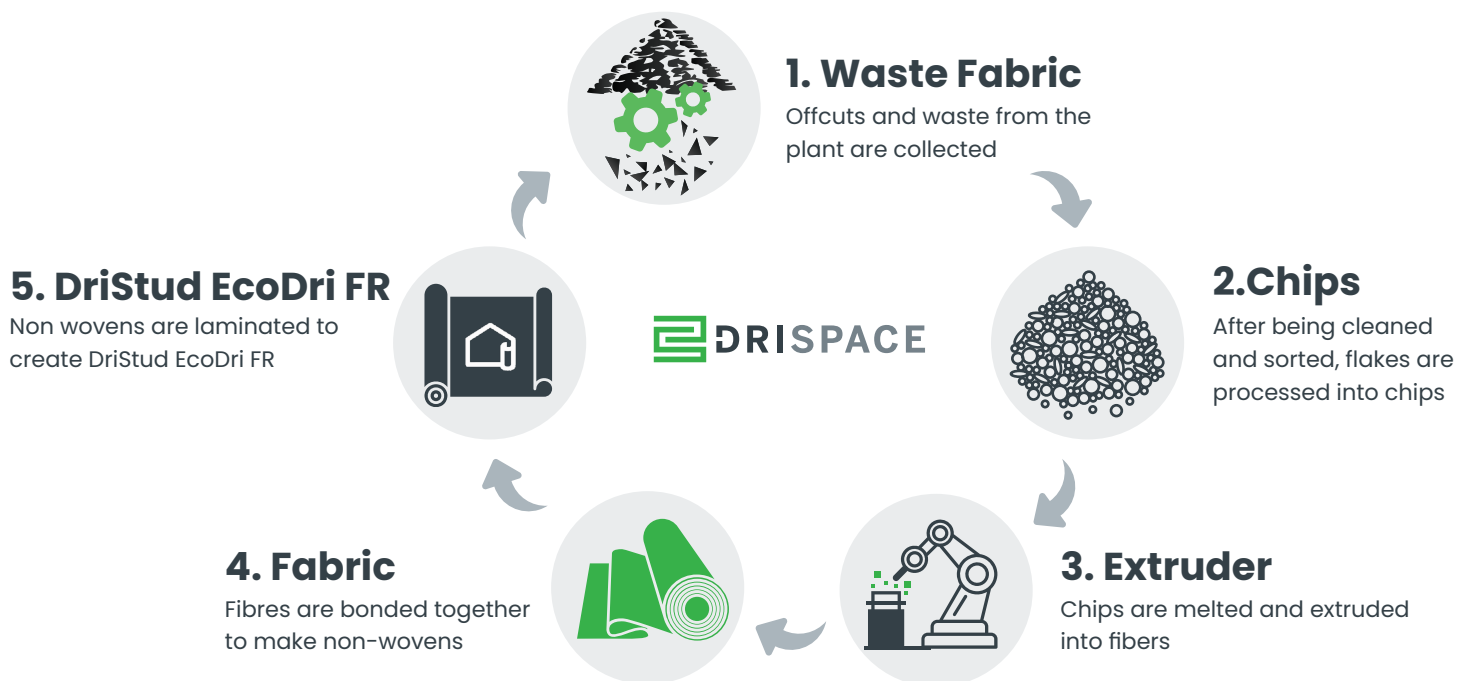 1. Waste Fabric
Offcuts and waste from the
plant are collected
2.Chips
After being cleaned
and sorted, flakes are
processed into chips
3. Extruder
Chips are melted and extruded
into fibers
4. Fabric
Fibres are bonded together
to make non-wovens
5. DriStud EcoDri FR
Non wovens are laminated to
create DriStud EcoDri FR
DRISPACE